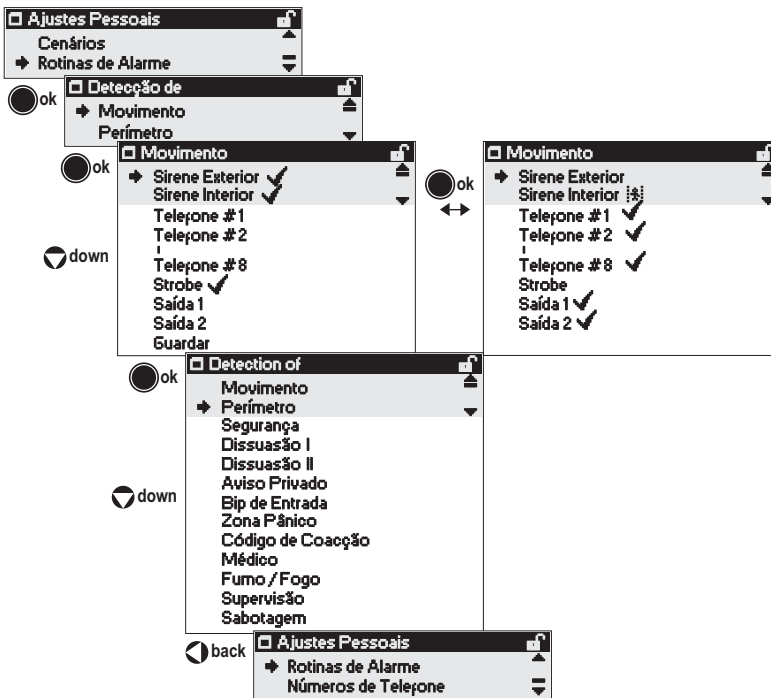 Ajustes Pessoais
Cenários
Rotinas de Alarme
ok
Detecção de
Movimento
Perímetro
ok
Movimento
Sirene Exterior
Sirene Interior
Telefone #1
Telefone #2
Telefone #8
Strobe
Saída 1
Saída 2
Guardar
down
ok
Movimento
Sirene Exterior
Sirene Interior
Telefone #1
Telefone #2
Telefone #8
Strobe
Saída 1
Saída 2
ok
Detection of
Movimento
Perímetro
Segurança
Dissuasão I
Dissuasão II
Aviso Privado
Bip de Entrada
Zona Pânico
Código de Coacção
Médico
Fumo / Fogo
Supervisão
Sabotagem
down
back
Ajustes Pessoais
Rotinas de Alarme
Números de Telefone